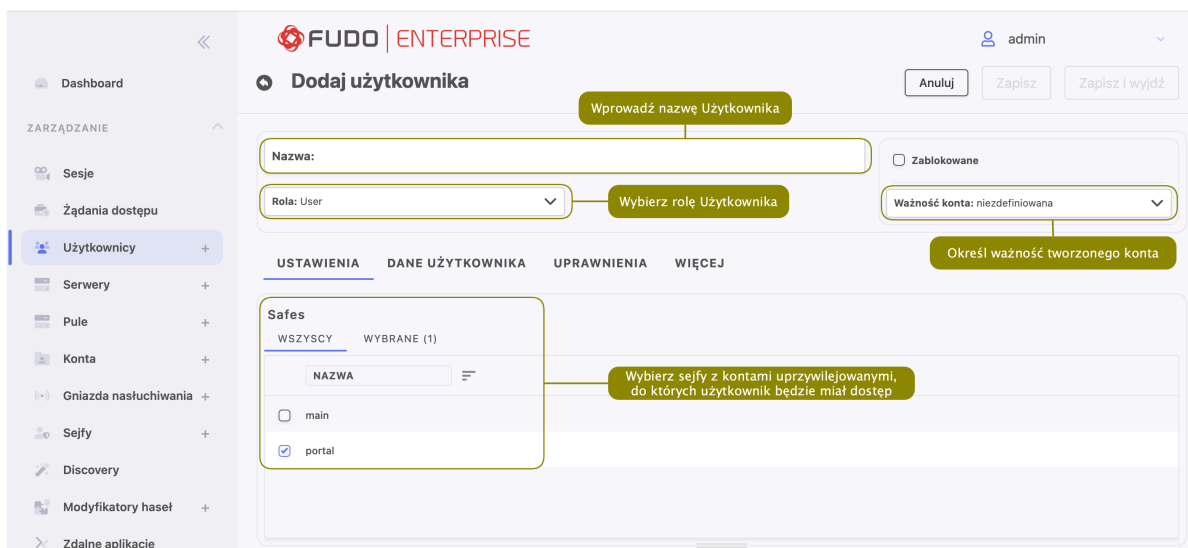 FUDO ENTERPRISE
admin
Dashboard
Dodaj użytkownika
Anuluj
Zapisz
Zapisz i wyjdź
Wprowadź nazwę Użytkownika
ZARZĄDZANIE
Nazwa:
Zablokowane
Sesje
Rola: User
Wybierz rolę Użytkownika
Ważność konta: niezdefiniowana
Żądania dostępu
Użytkownicy +
Określ ważność tworzonego konta
USTAWIENIA DANE UŻYTKOWNIKA UPRAWNIENIA WIĘCEJ
Serwery +
Safes
Pule +
WSZYSCY WYBRANE (1)
Konta +
NAZWA
Wybierz sejfy z kontami uprzywilejowanymi,
do których użytkownik będzie miał dostęp
Gniazda nasłuchiwania +
main
Sejfy +
portal
Discovery
Modyfikatory haseł +
Zdalne aplikacje